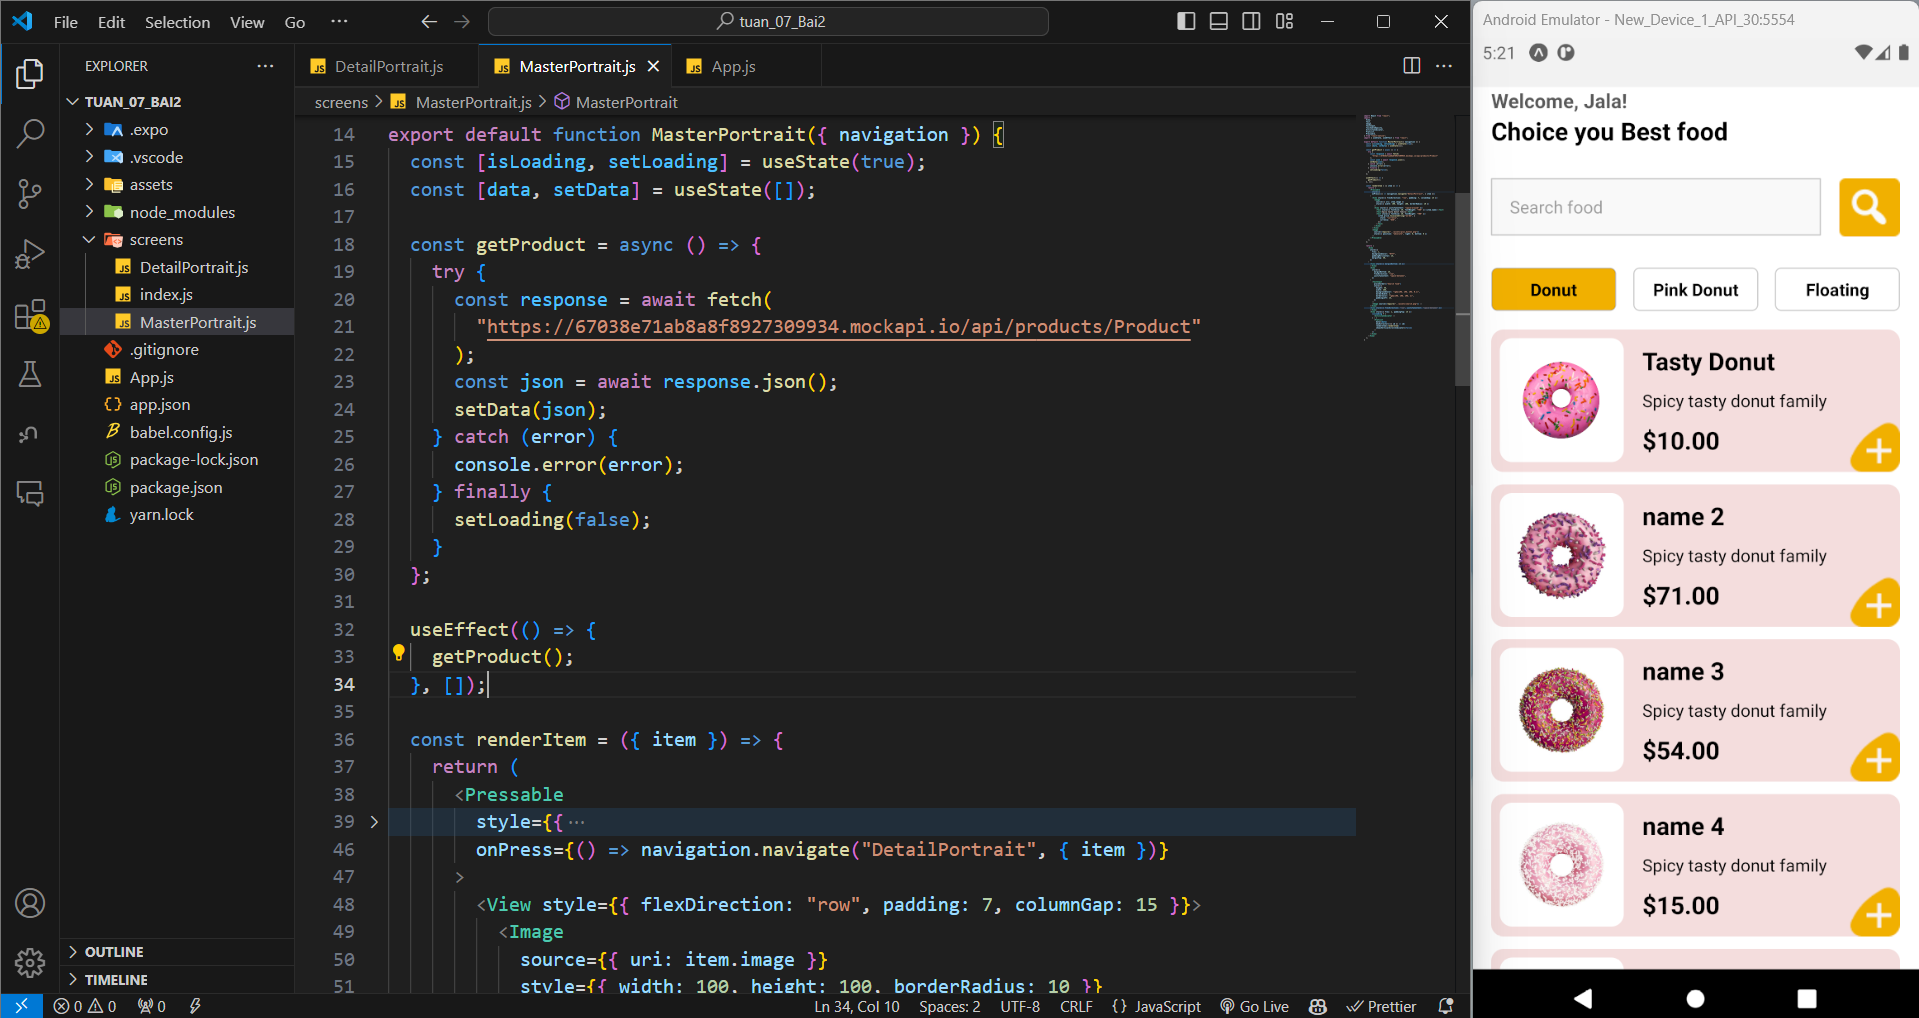 File Edit Selection View Go ··· tuan_07_Bai2
EXPLORER ···
TUAN_07_BAI2
.expo
.vscode
assets
node_modules
screens
DetailPortrait.js
index.js
MasterPortrait.js
.gitignore
App.js
app.json
babel.config.js
package-lock.json
package.json
yarn.lock
OUTLINE
TIMELINE
DetailPortrait.js MasterPortrait.js App.js
screens > MasterPortrait.js > MasterPortrait
14 export default function MasterPortrait({ navigation }) {
15 const [isLoading, setLoading] = useState(true);
16 const [data, setData] = useState([]);
17
18 const getProduct = async () => {
19 try {
20 const response = await fetch(
21 "https://67038e71ab8a8f8927309934.mockapi.io/api/products/Product"
22 );
23 const json = await response.json();
24 setData(json);
25 } catch (error) {
26 console.error(error);
27 } finally {
28 setLoading(false);
29 }
30 };
31
32 useEffect(() => {
33 getProduct();
34 }, []);
35
36 const renderItem = ({ item }) => {
37 return (
38 <Pressable
39 style={{ ···
46 onPress={() => navigation.navigate("DetailPortrait", { item })}
47 >
48 <View style={{ flexDirection: "row", padding: 7, columnGap: 15 }}>
49 <Image
50 source={{ uri: item.image }}
51 style={{ width: 100, height: 100, borderRadius: 10 }}
0 0 0 Ln 34, Col 10 Spaces: 2 UTF-8 CRLF {} JavaScript Go Live Prettier
Android Emulator - New_Device_1_API_30:5554
5:21
Welcome, Jala!
Choice you Best food
Search food
Donut Pink Donut Floating
Tasty Donut
Spicy tasty donut family
$10.00
name 2
Spicy tasty donut family
$71.00
name 3
Spicy tasty donut family
$54.00
name 4
Spicy tasty donut family
$15.00